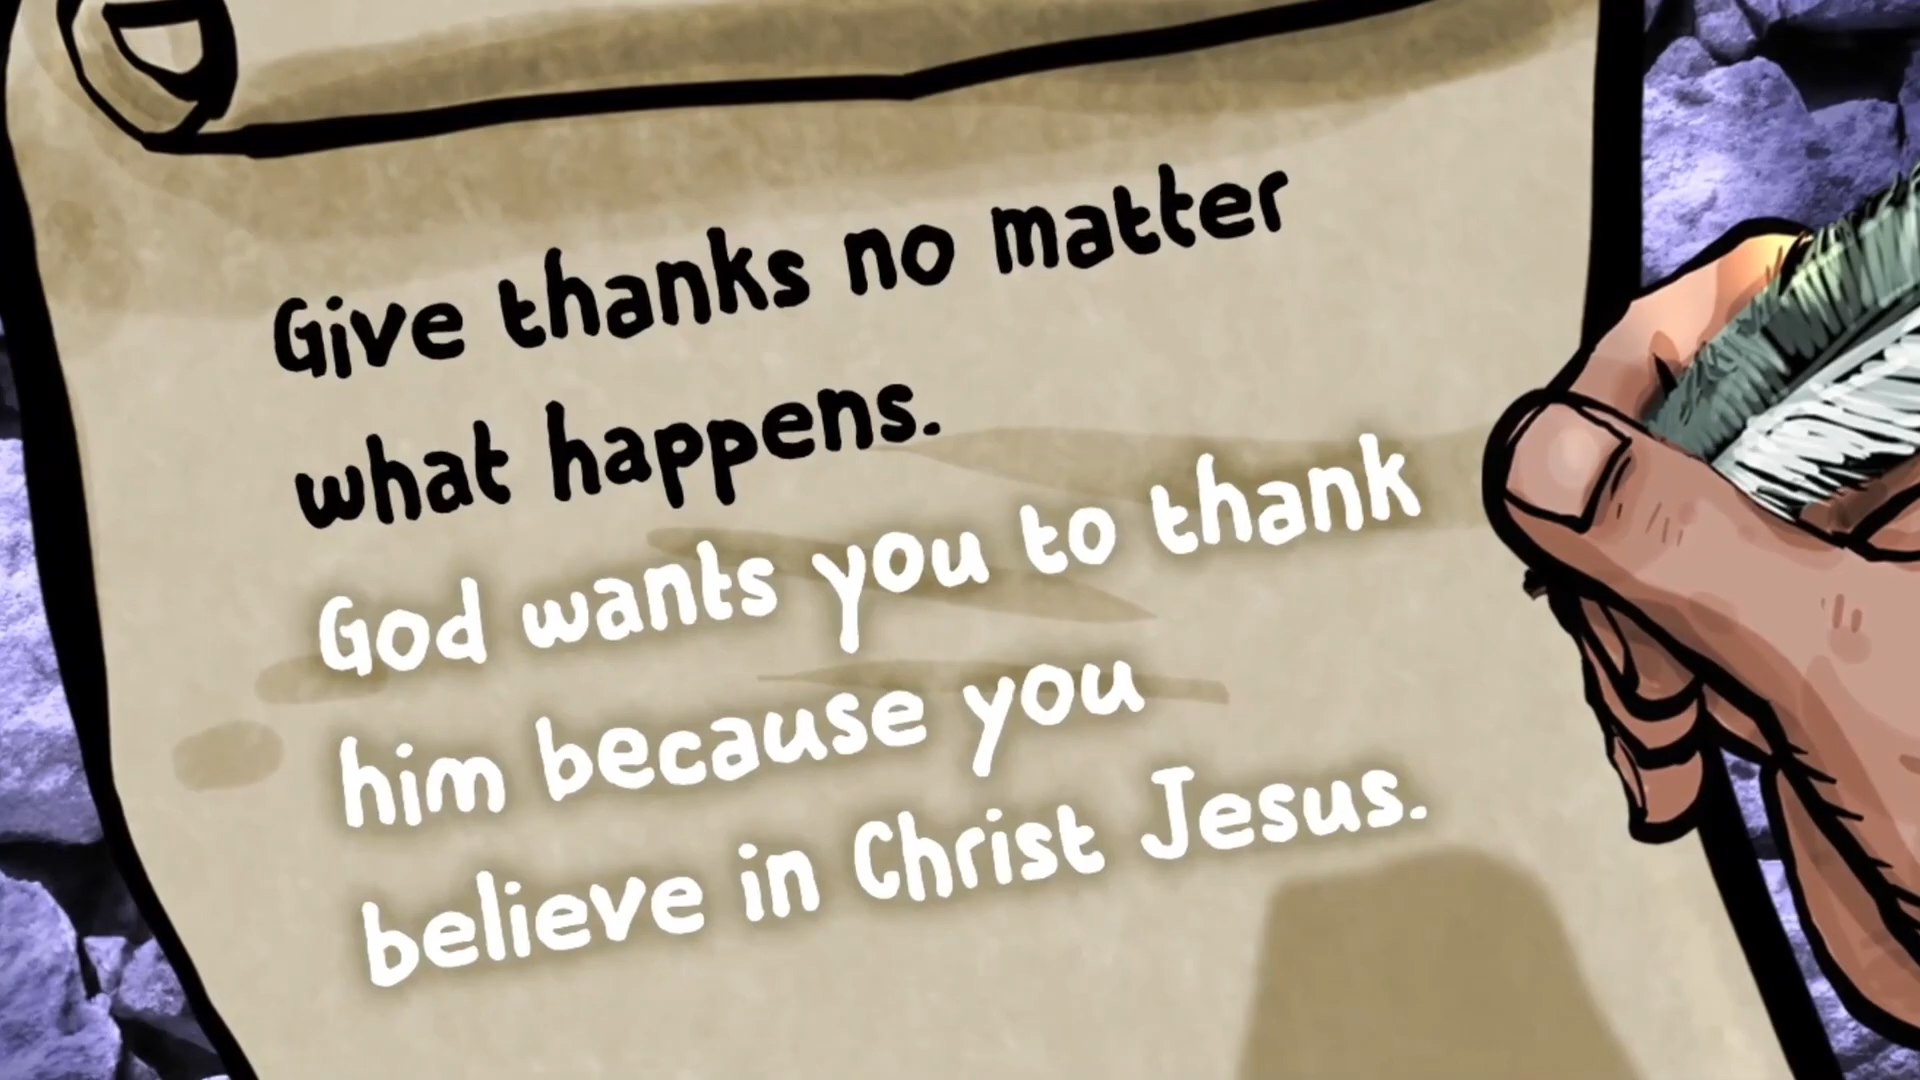 Give thanks no matter
what happens.
God wants you to thank
him because you
believe in Christ Jesus.